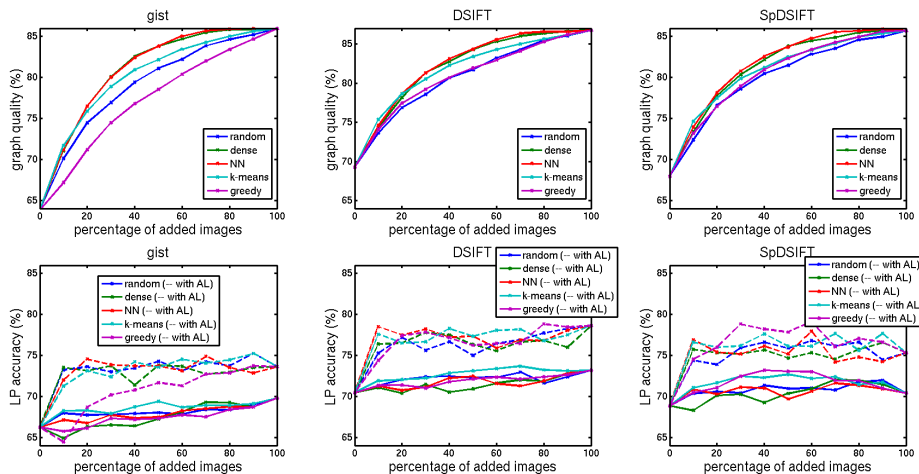 gist
DSIFT
SpDSIFT
graph quality (%)
85
80
75
70
65
random
dense
NN
k-means
greedy
0 20 40 60 80 100
percentage of added images
graph quality (%)
85
80
75
70
65
random
dense
NN
k-means
greedy
0 20 40 60 80 100
percentage of added images
graph quality (%)
85
80
75
70
65
random
dense
NN
k-means
greedy
0 20 40 60 80 100
percentage of added images
gist
DSIFT
SpDSIFT
LP accuracy (%)
85
80
75
70
65
random (-- with AL)
dense (-- with AL)
NN (-- with AL)
k-means (-- with AL)
greedy (-- with AL)
0 20 40 60 80 100
percentage of added images
LP accuracy (%)
85
80
75
70
65
random (-- with AL)
dense (-- with AL)
NN (-- with AL)
k-means (-- with AL)
greedy (-- with AL)
0 20 40 60 80 100
percentage of added images
LP accuracy (%)
85
80
75
70
65
random (-- with AL)
dense (-- with AL)
NN (-- with AL)
k-means (-- with AL)
greedy (-- with AL)
0 20 40 60 80 100
percentage of added images